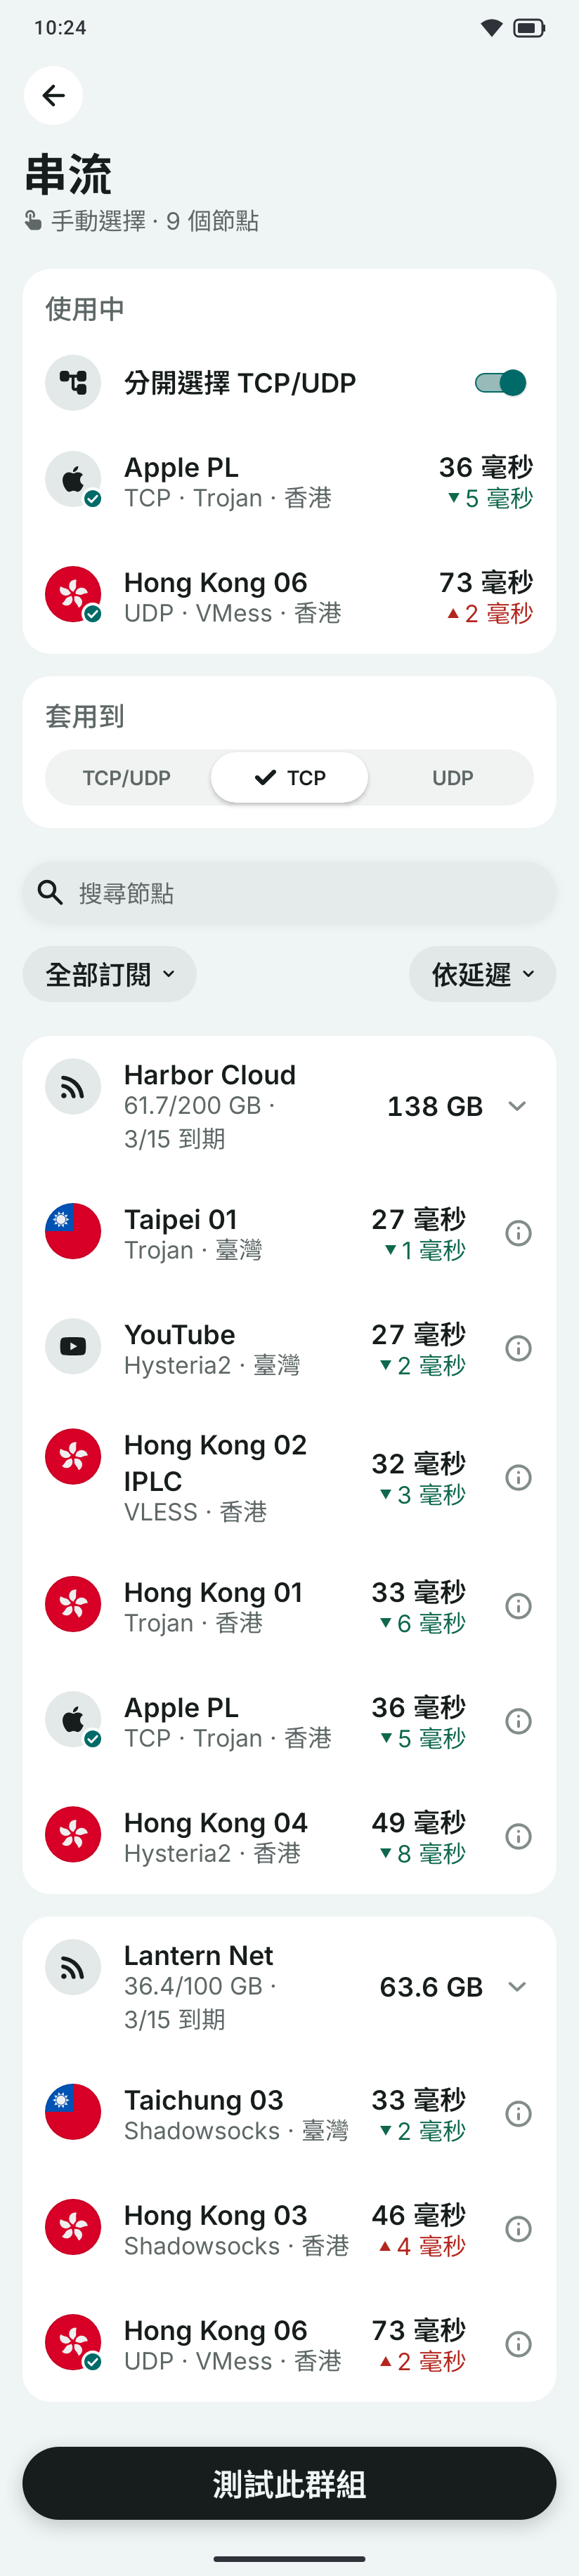 10:24
串流
手動選擇 · 9 個節點
使用中
分開選擇 TCP/UDP
Apple PL
36 毫秒
TCP · Trojan · 香港
▼5 毫秒
Hong Kong 06
73 毫秒
UDP · VMess · 香港
▲2 毫秒
套用到
TCP/UDP
TCP
UDP
搜尋節點
全部訂閱
依延遲
Harbor Cloud
61.7/200 GB ·
3/15 到期
138 GB
Taipei 01
27 毫秒
Trojan · 臺灣
▼1 毫秒
YouTube
27 毫秒
Hysteria2 · 臺灣
▼2 毫秒
Hong Kong 02
IPLC
32 毫秒
VLESS · 香港
▼3 毫秒
Hong Kong 01
33 毫秒
Trojan · 香港
▼6 毫秒
Apple PL
36 毫秒
TCP · Trojan · 香港
▼5 毫秒
Hong Kong 04
49 毫秒
Hysteria2 · 香港
▼8 毫秒
Lantern Net
36.4/100 GB ·
3/15 到期
63.6 GB
Taichung 03
33 毫秒
Shadowsocks · 臺灣
▼2 毫秒
Hong Kong 03
46 毫秒
Shadowsocks · 香港
▲4 毫秒
Hong Kong 06
73 毫秒
UDP · VMess · 香港
▲2 毫秒
測試此群組